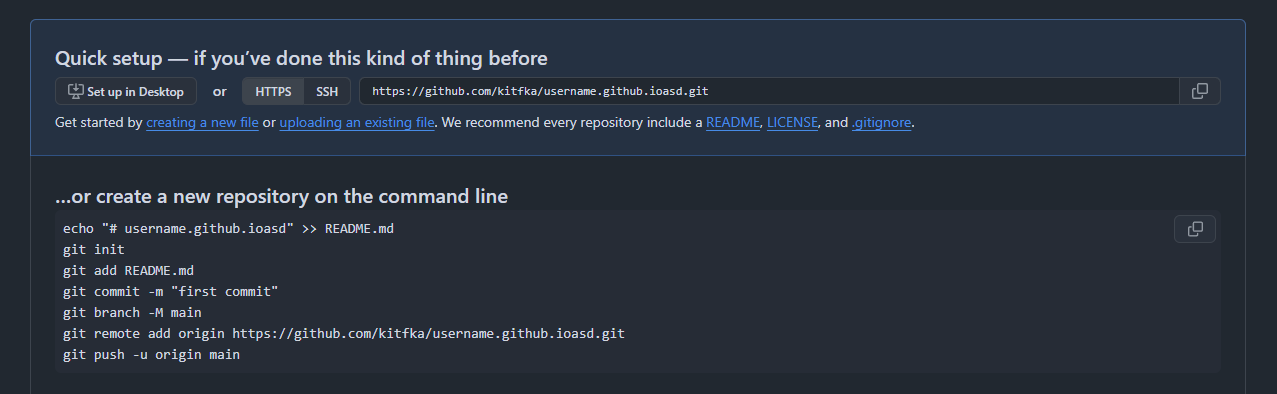 Quick setup — if you’ve done this kind of thing before
Set up in Desktop or HTTPS SSH https://github.com/kitfka/username.github.ioasd.git
Get started by creating a new file or uploading an existing file. We recommend every repository include a README, LICENSE, and .gitignore.
…or create a new repository on the command line
echo "# username.github.ioasd" >> README.md
git init
git add README.md
git commit -m "first commit"
git branch -M main
git remote add origin https://github.com/kitfka/username.github.ioasd.git
git push -u origin main